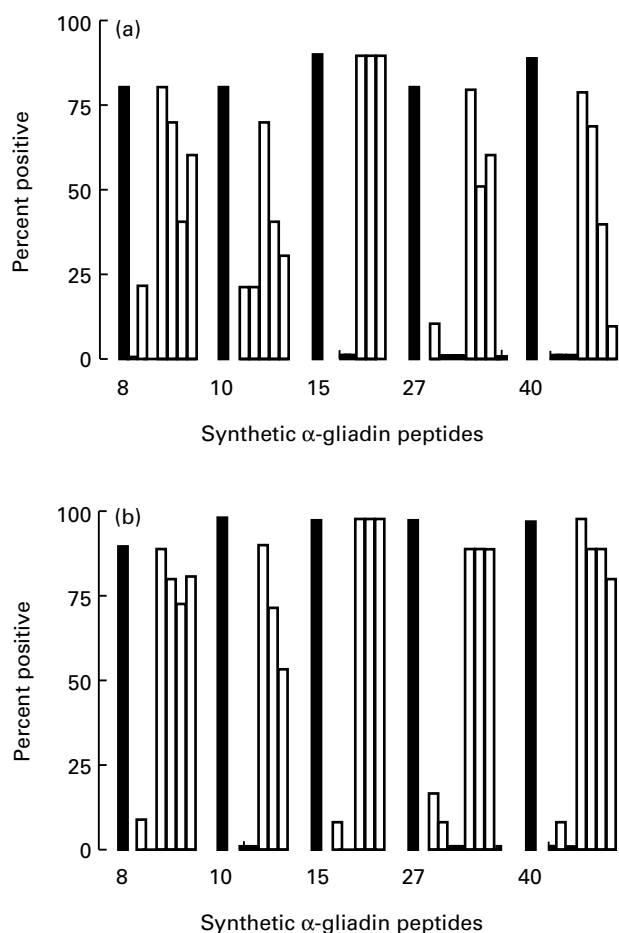 (a)
100
75
50
25
0
Percent positive
8 10 15 27 40
Synthetic α-gliadin peptides
(b)
100
75
50
25
0
Percent positive
8 10 15 27 40
Synthetic α-gliadin peptides